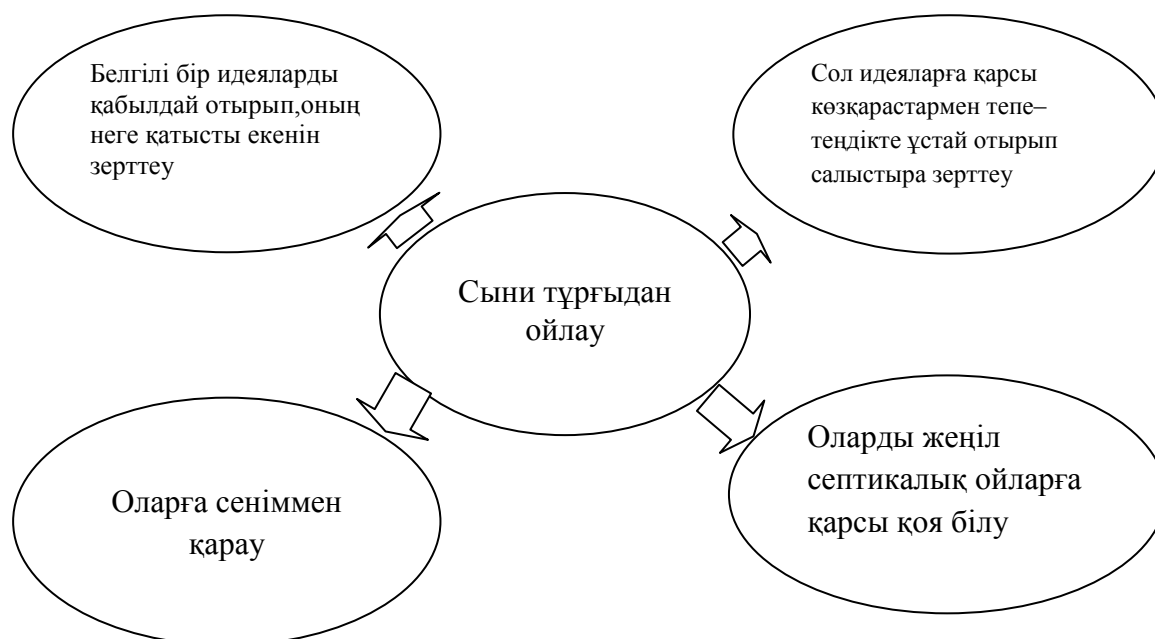 Белгілі бір идеяларды
қабылдай отырып,оның
неге қатысты екенін
зерттеу
Сол идеяларға қарсы
көзқарастармен тепе–
теңдікте ұстай отырып
салыстыра зерттеу
Сыни тұрғыдан
ойлау
Оларға сеніммен
қарау
Оларды жеңіл
септикалық ойларға
қарсы қоя білу